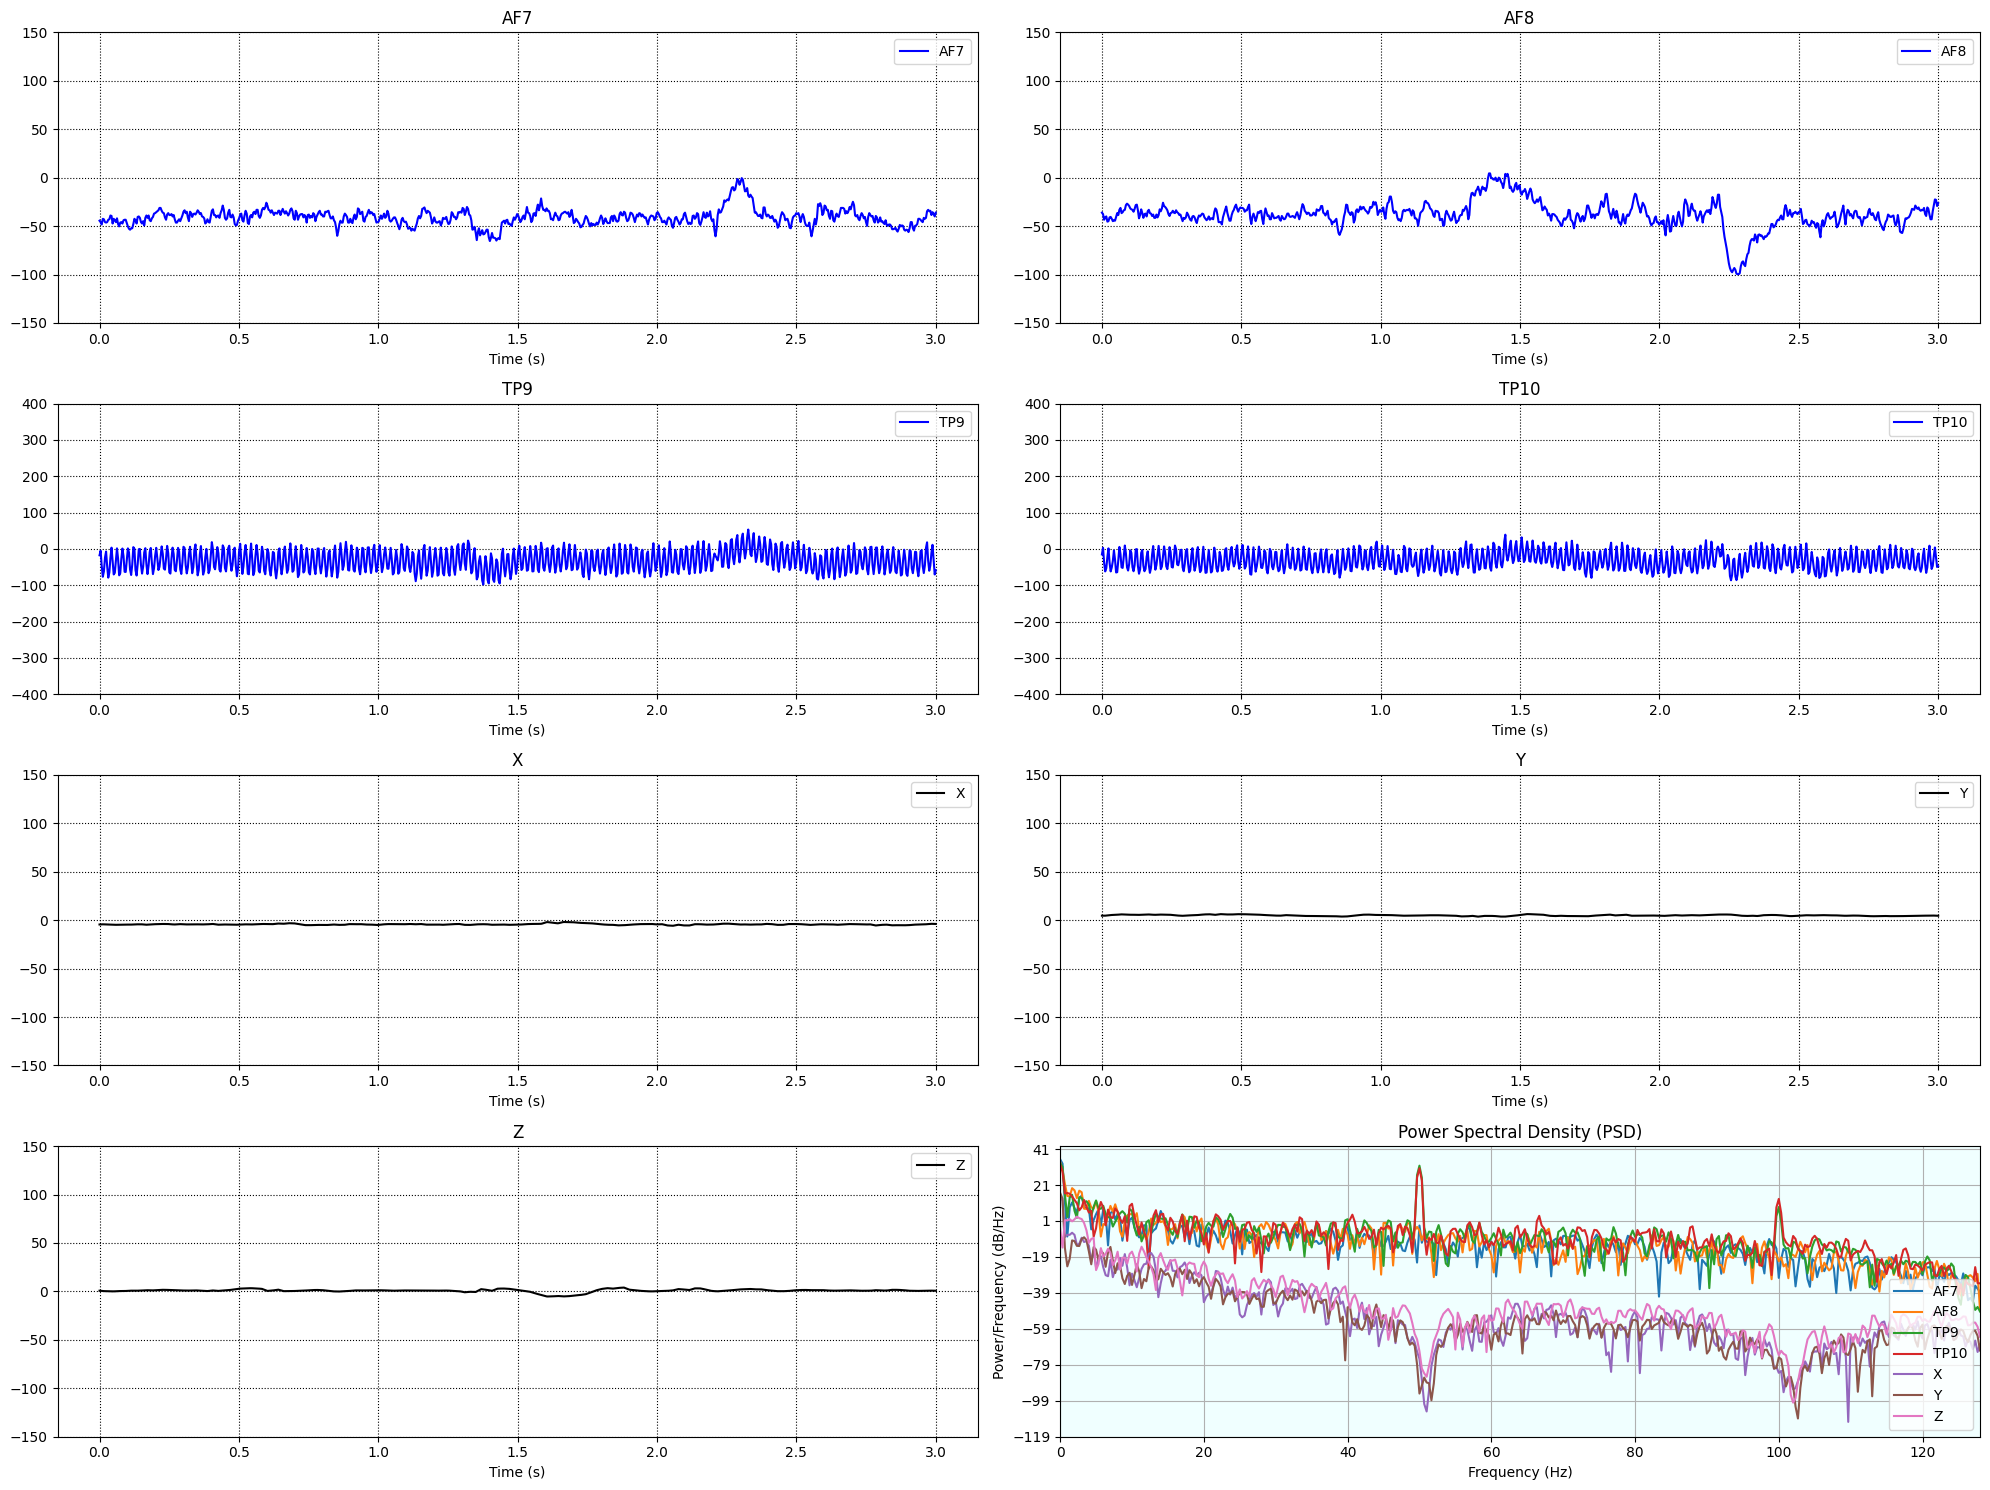 AF7
150
100
50
0
−50
−100
−150
0.0 0.5 1.0 1.5 2.0 2.5 3.0
Time (s)
AF7
AF8
150
100
50
0
−50
−100
−150
0.0 0.5 1.0 1.5 2.0 2.5 3.0
Time (s)
AF8
TP9
400
300
200
100
0
−100
−200
−300
−400
0.0 0.5 1.0 1.5 2.0 2.5 3.0
Time (s)
TP9
TP10
400
300
200
100
0
−100
−200
−300
−400
0.0 0.5 1.0 1.5 2.0 2.5 3.0
Time (s)
TP10
X
150
100
50
0
−50
−100
−150
0.0 0.5 1.0 1.5 2.0 2.5 3.0
Time (s)
X
Y
150
100
50
0
−50
−100
−150
0.0 0.5 1.0 1.5 2.0 2.5 3.0
Time (s)
Y
Z
150
100
50
0
−50
−100
−150
0.0 0.5 1.0 1.5 2.0 2.5 3.0
Time (s)
Z
Power Spectral Density (PSD)
Power/Frequency (dB/Hz)
41
21
1
−19
−39
−59
−79
−99
−119
0 20 40 60 80 100 120
Frequency (Hz)
AF7
AF8
TP9
TP10
X
Y
Z